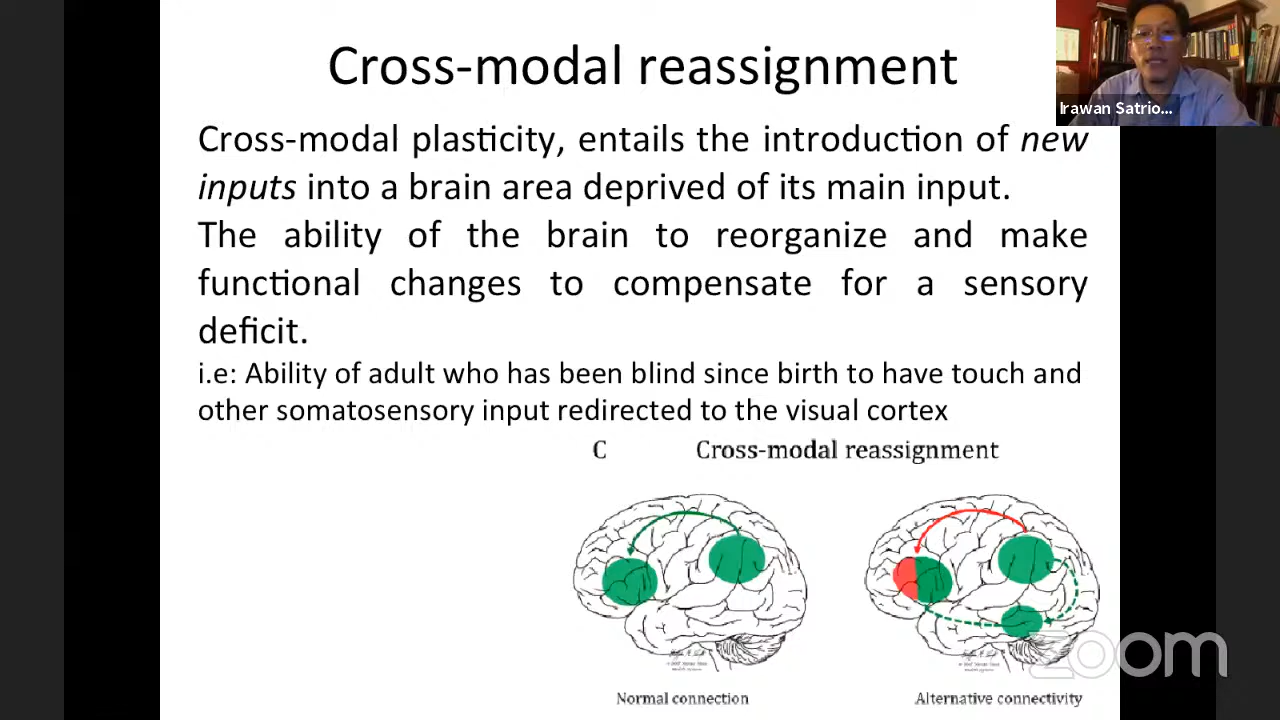 Cross-modal reassignment
Irawan Satrio...
Cross-modal plasticity, entails the introduction of new
inputs into a brain area deprived of its main input.
The ability of the brain to reorganize and make
functional changes to compensate for a sensory
deficit.
i.e: Ability of adult who has been blind since birth to have touch and
other somatosensory input redirected to the visual cortex
C Cross-modal reassignment
zoom
Normal connection
Alternative connectivity